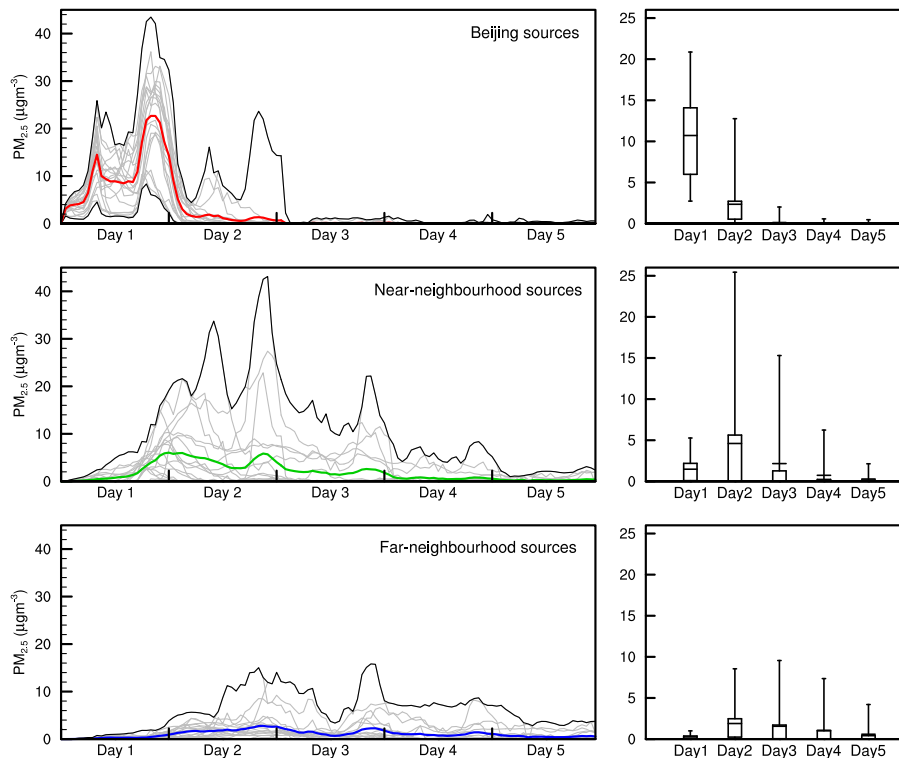 Beijing sources
PM2.5 (µgm-3)
40
30
20
10
0
Day 1 Day 2 Day 3 Day 4 Day 5
25
20
15
10
5
0
Day1 Day2 Day3 Day4 Day5
Near-neighbourhood sources
PM2.5 (µgm-3)
40
30
20
10
0
Day 1 Day 2 Day 3 Day 4 Day 5
25
20
15
10
5
0
Day1 Day2 Day3 Day4 Day5
Far-neighbourhood sources
PM2.5 (µgm-3)
40
30
20
10
0
Day 1 Day 2 Day 3 Day 4 Day 5
25
20
15
10
5
0
Day1 Day2 Day3 Day4 Day5